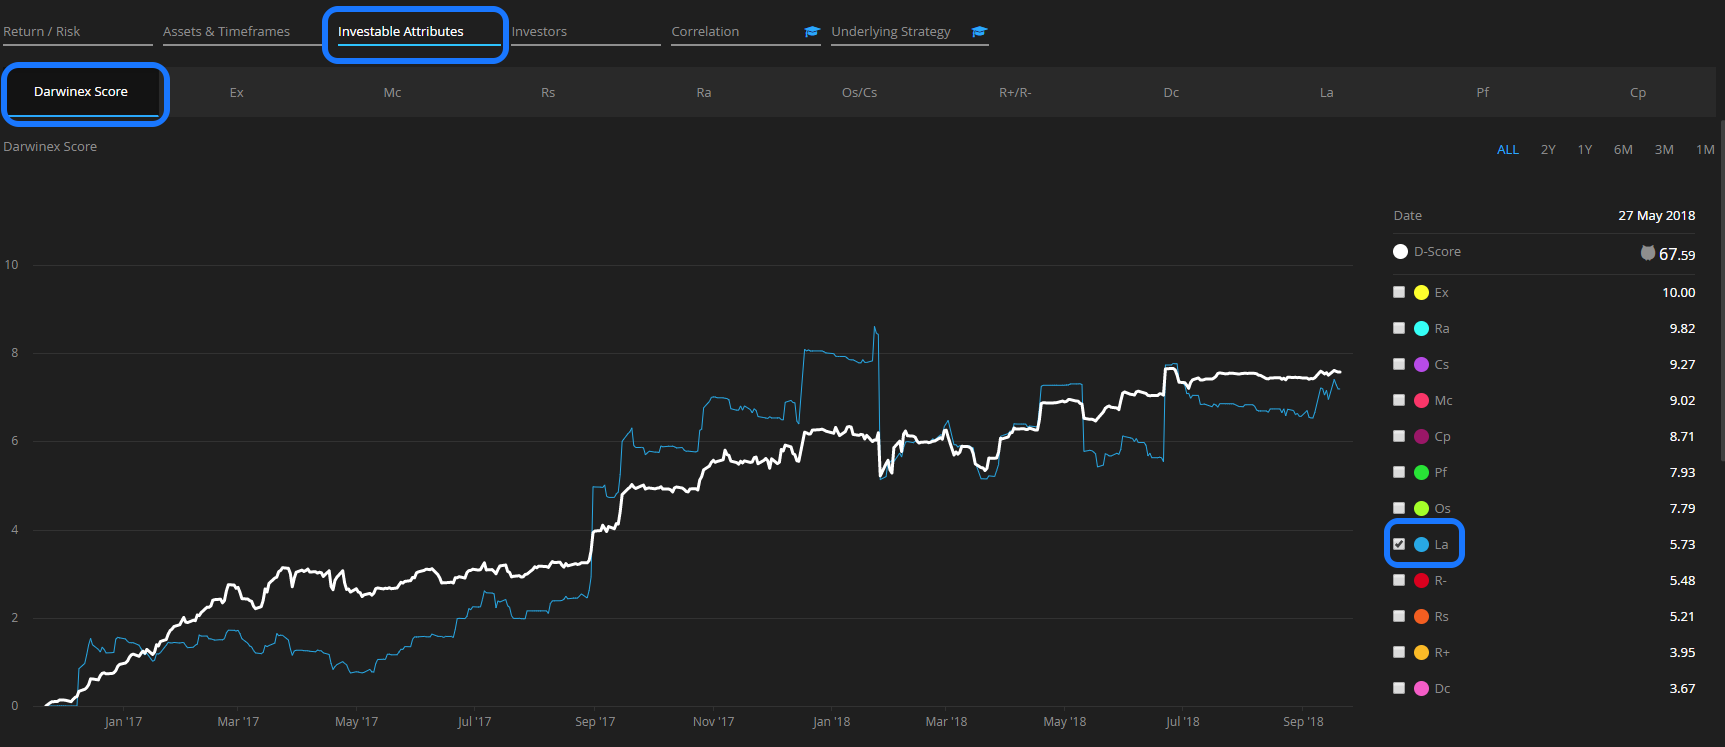 Return / Risk Assets & Timeframes Investable Attributes Investors Correlation Underlying Strategy
Darwinex Score Ex Mc Rs Ra Os/Cs R+/R- Dc La Pf Cp
Darwinex Score
ALL 2Y 1Y 6M 3M 1M
Date 27 May 2018
D-Score 67.59
Ex 10.00
Ra 9.82
Cs 9.27
Mc 9.02
Cp 8.71
Pf 7.93
Os 7.79
La 5.73
R- 5.48
Rs 5.21
R+ 3.95
Dc 3.67
10
8
6
4
2
0
Jan '17 Mar '17 May '17 Jul '17 Sep '17 Nov '17 Jan '18 Mar '18 May '18 Jul '18 Sep '18